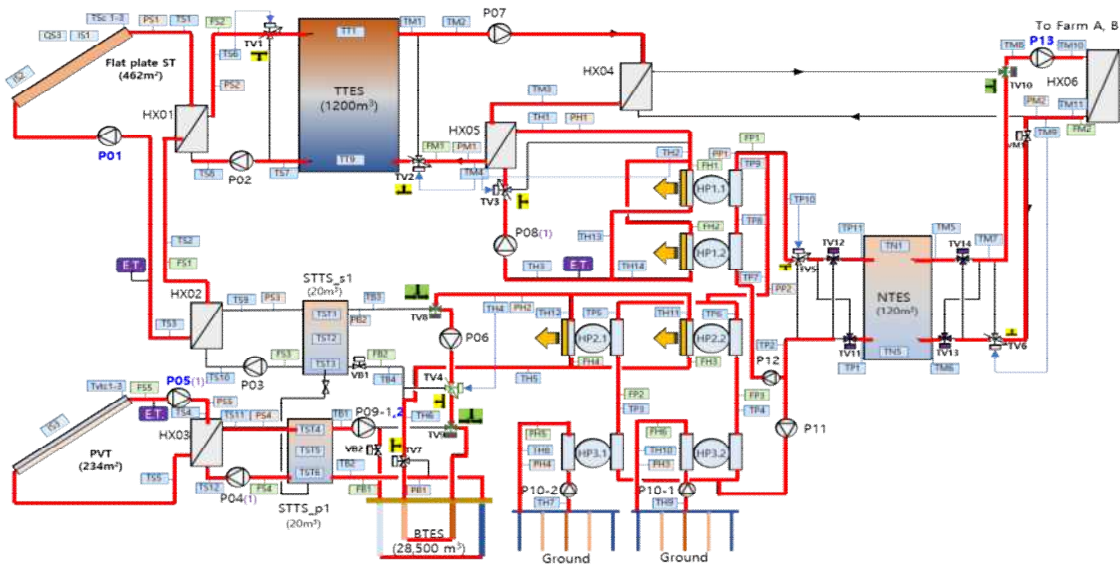 TSc 1-3
PS1
TS1
FS2
QS3
IS1
IS2
Flat plate ST
(462m²)
TS6
TV1
PS2
HX01
P01
P02
TS8
TS7
TT1
TTES
(1200m³)
TT9
TM1
TM2
P07
HX04
TM3
TH1
PH1
HX05
FM1
PM1
TM4
TV2
TV3
TH2
P08(1)
TH3
E.T.
TH13
TH14
FH1
FH2
HP1.1
HP1.2
FP1
PP1
TP9
TP8
TP7
PP2
TP10
TV5
TP11
TV12
TN1
NTES
(120m³)
TN5
TV11
TP1
TP2
P12
P11
TM5
TV14
TM7
TV13
TM6
TV6
To Farm A, B
P13
TM8
TM10
HX06
TV10
TM11
PM2
TM9
FM2
VM1
TS2
FS1
E.T.
HX02
TS3
TS9
PS3
TS10
P03
FS3
STTS_s1
(20m³)
TST1
TST2
TST3
TB3
PB2
FB2
VB1
TB4
TV8
P06
TV4
TH4
PH2
TH5
TH6
TH12
TP5
HP2.1
FH4
TH11
TP6
HP2.2
FH3
FP2
TP3
FP3
TP4
Tvtc1-3
FS5
P05(1)
E.T.
PS5
TS4
IS3
PVT
(234m²)
TS5
HX03
TS11
PS4
TS12
P04(1)
FS4
STTS_p1
(20m³)
TST4
TST5
TST6
TB1
P09-1,2
VB2
TB2
FB1
TV7
PB1
BTES
(28,500 m³)
FH5
TH8
PH4
HP3.1
P10-2
TH7
Ground
FH6
TH10
PH3
HP3.2
P10-1
TH9
Ground